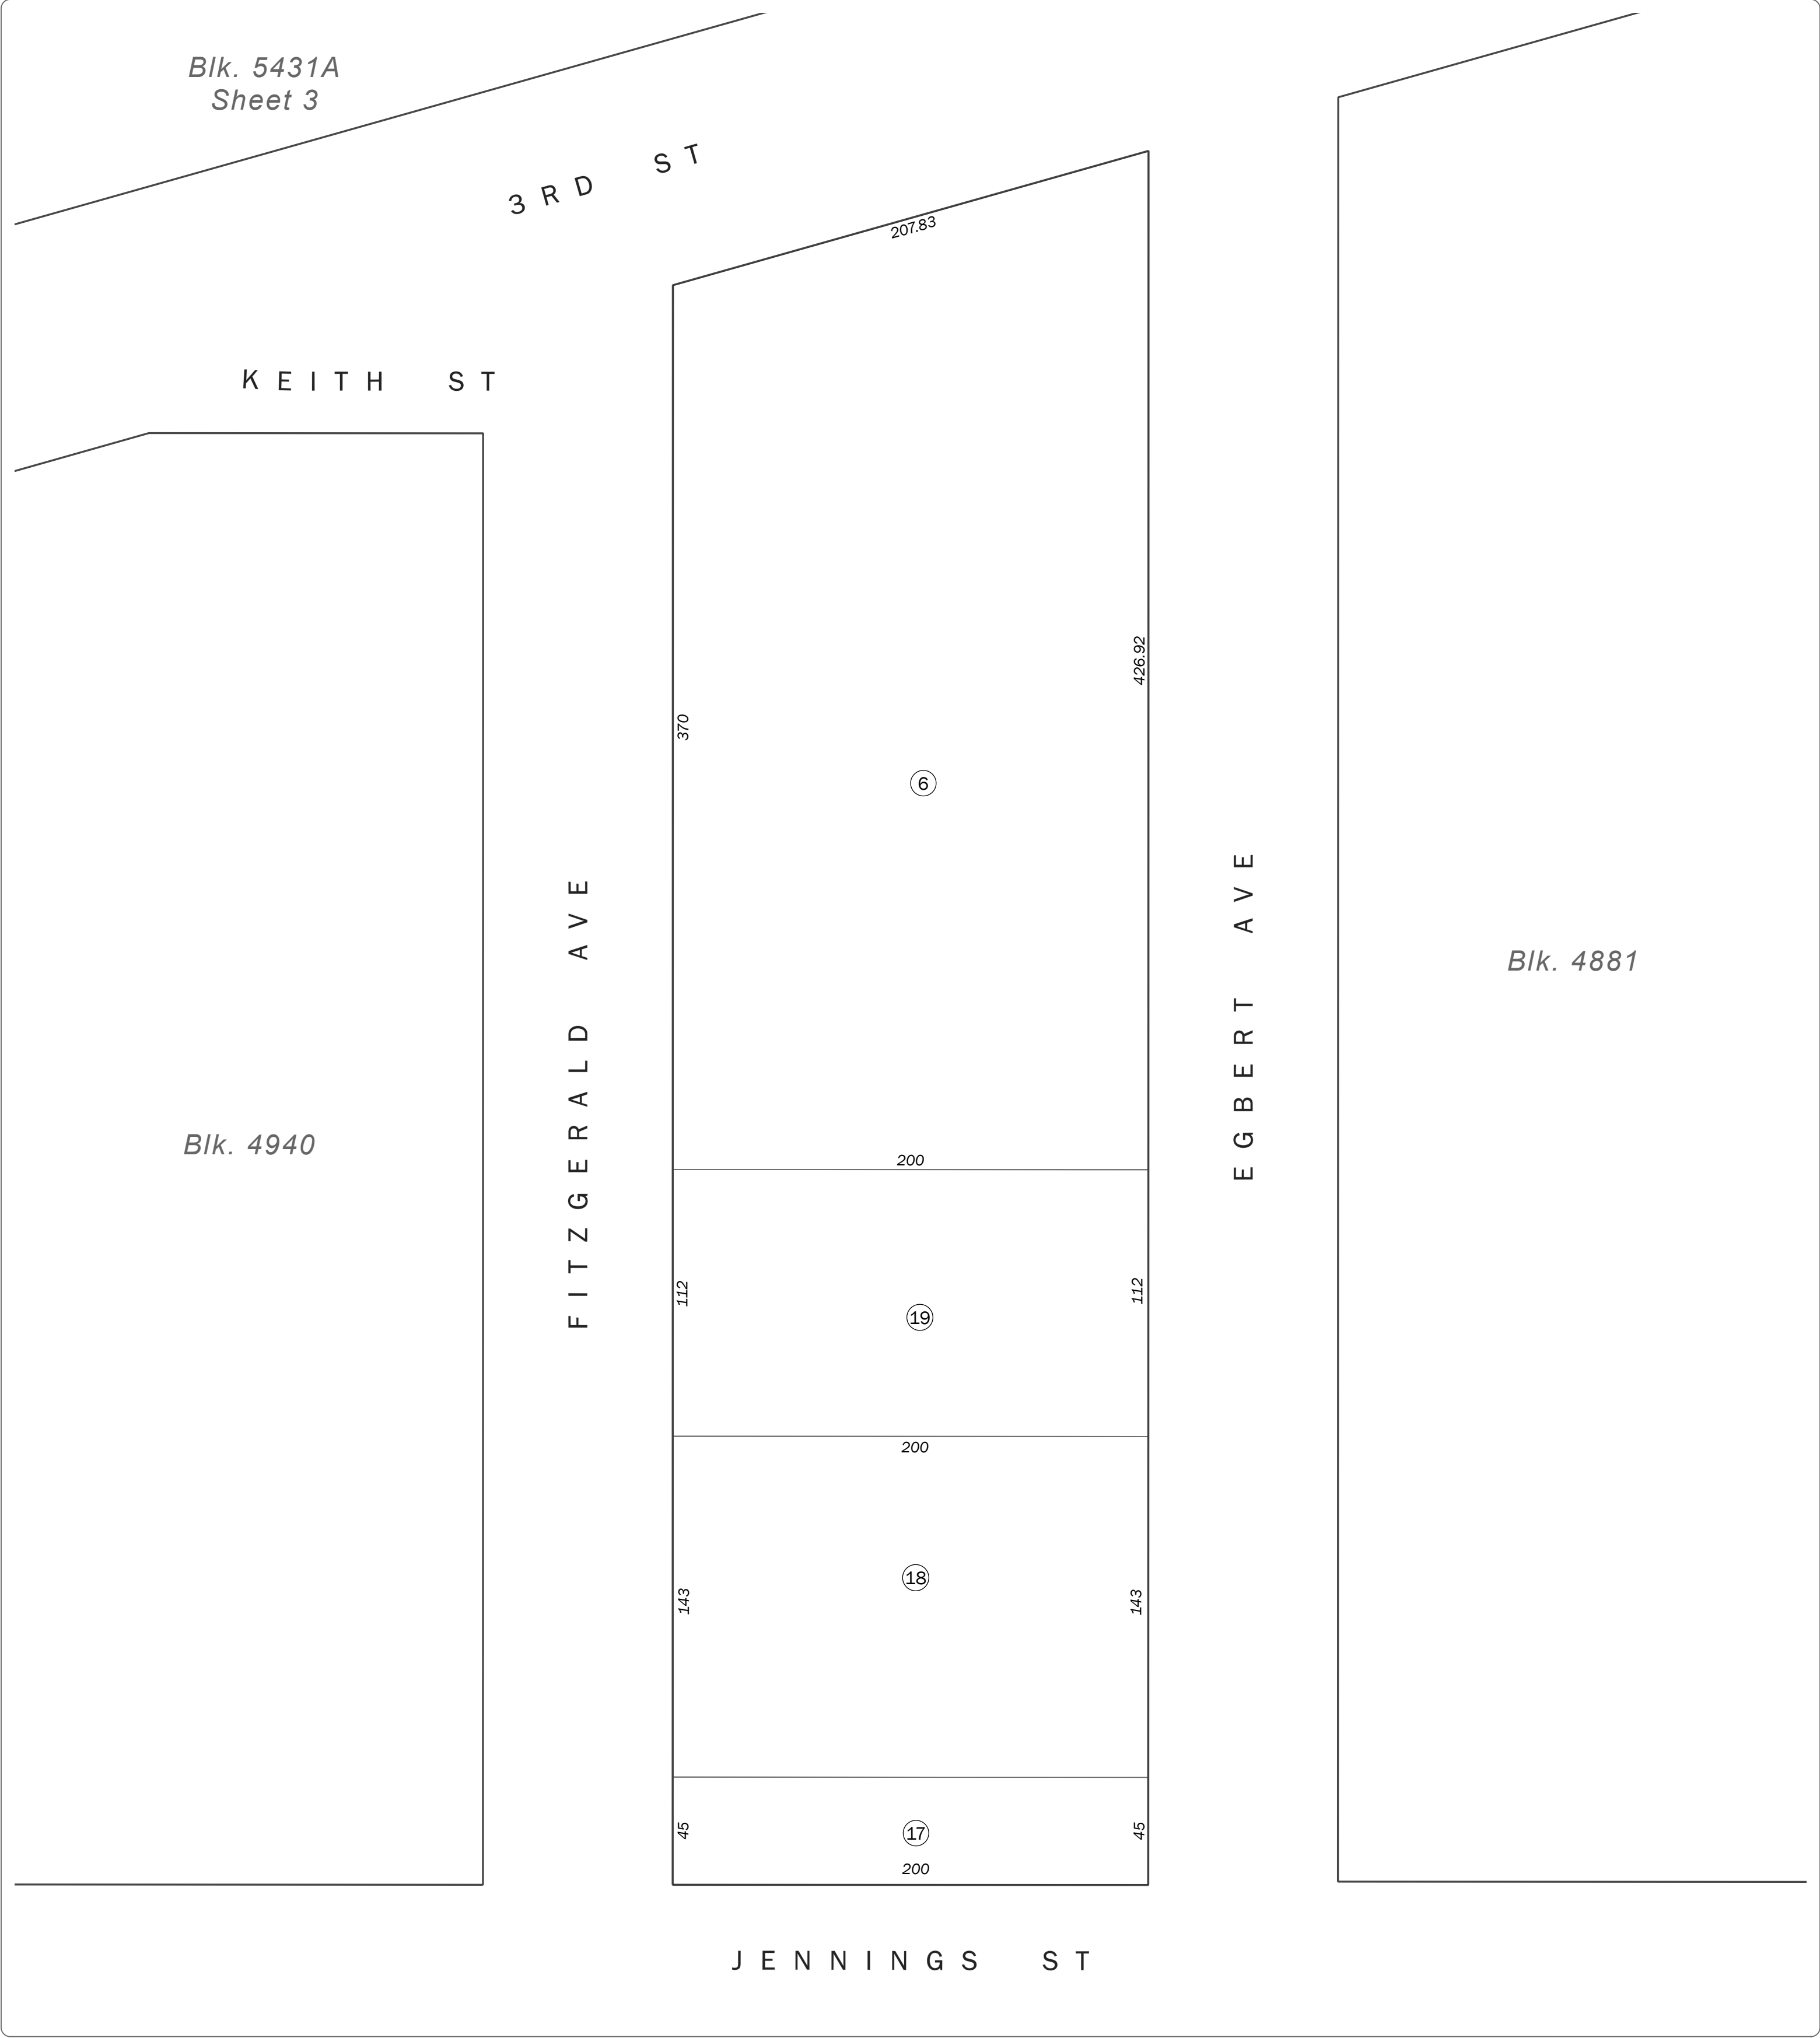 Blk. 5431A
Sheet 3
3RD ST
207.83
KEITH ST
426.92
370
6
FITZGERALD AVE
EGBERT AVE
Blk. 4881
Blk. 4940
200
112
112
19
200
18
143
143
45
17
45
200
JENNINGS ST